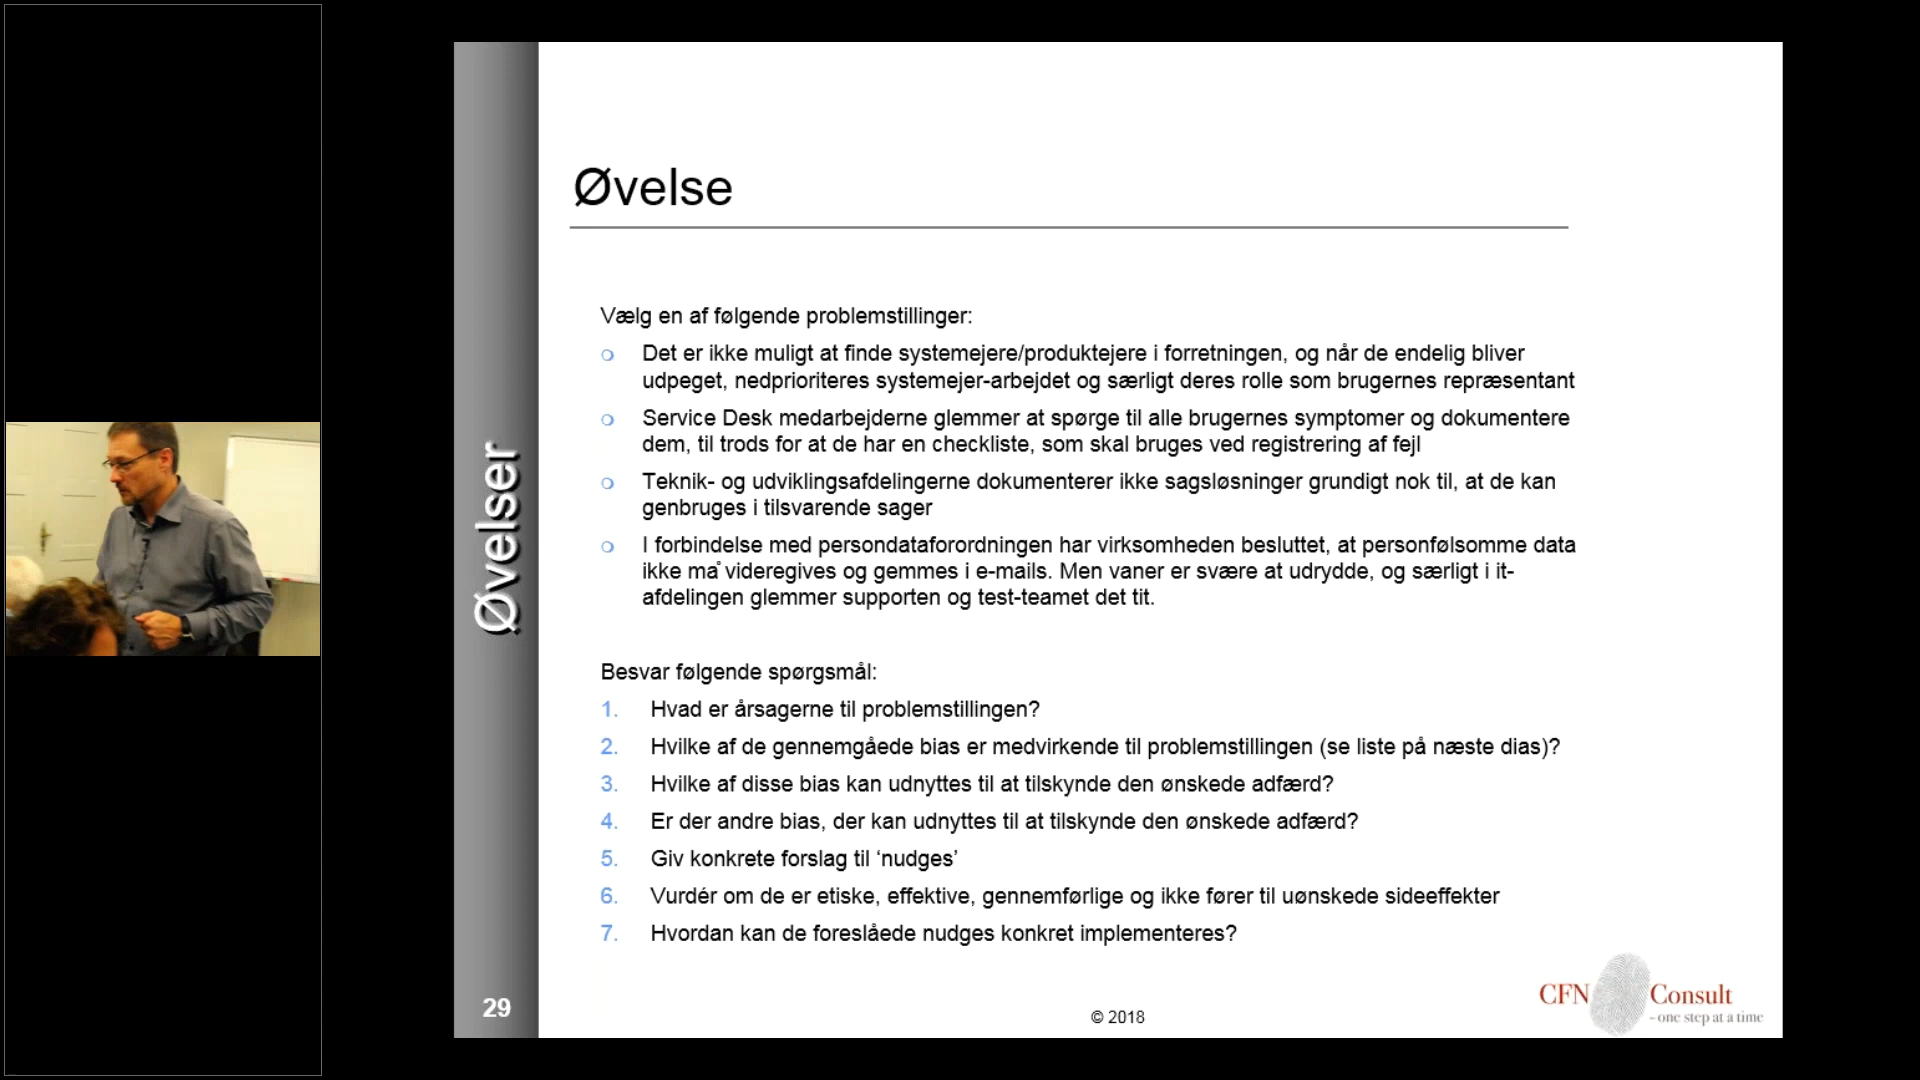 Øvelse
Vælg en af følgende problemstillinger:
Det er ikke muligt at finde systemejere/produktejere i forretningen, og når de endelig bliver
udpeget, nedprioriteres systemejer-arbejdet og særligt deres rolle som brugernes repræsentant
Service Desk medarbejderne glemmer at spørge til alle brugernes symptomer og dokumentere
dem, til trods for at de har en checkliste, som skal bruges ved registrering af fejl
Teknik- og udviklingsafdelingerne dokumenterer ikke sagsløsninger grundigt nok til, at de kan
genbruges i tilsvarende sager
I forbindelse med persondataforordningen har virksomheden besluttet, at personfølsomme data
ikke må videregives og gemmes i e-mails. Men vaner er svære at udrydde, og særligt i it-
afdelingen glemmer supporten og test-teamet det tit.
Besvar følgende spørgsmål:
1. Hvad er årsagerne til problemstillingen?
2. Hvilke af de gennemgåede bias er medvirkende til problemstillingen (se liste på næste dias)?
3. Hvilke af disse bias kan udnyttes til at tilskynde den ønskede adfærd?
4. Er der andre bias, der kan udnyttes til at tilskynde den ønskede adfærd?
5. Giv konkrete forslag til ‘nudges’
6. Vurdér om de er etiske, effektive, gennemførlige og ikke fører til uønskede sideeffekter
7. Hvordan kan de foreslåede nudges konkret implementeres?
Øvelser
29
© 2018
CFN Consult
- one step at a time